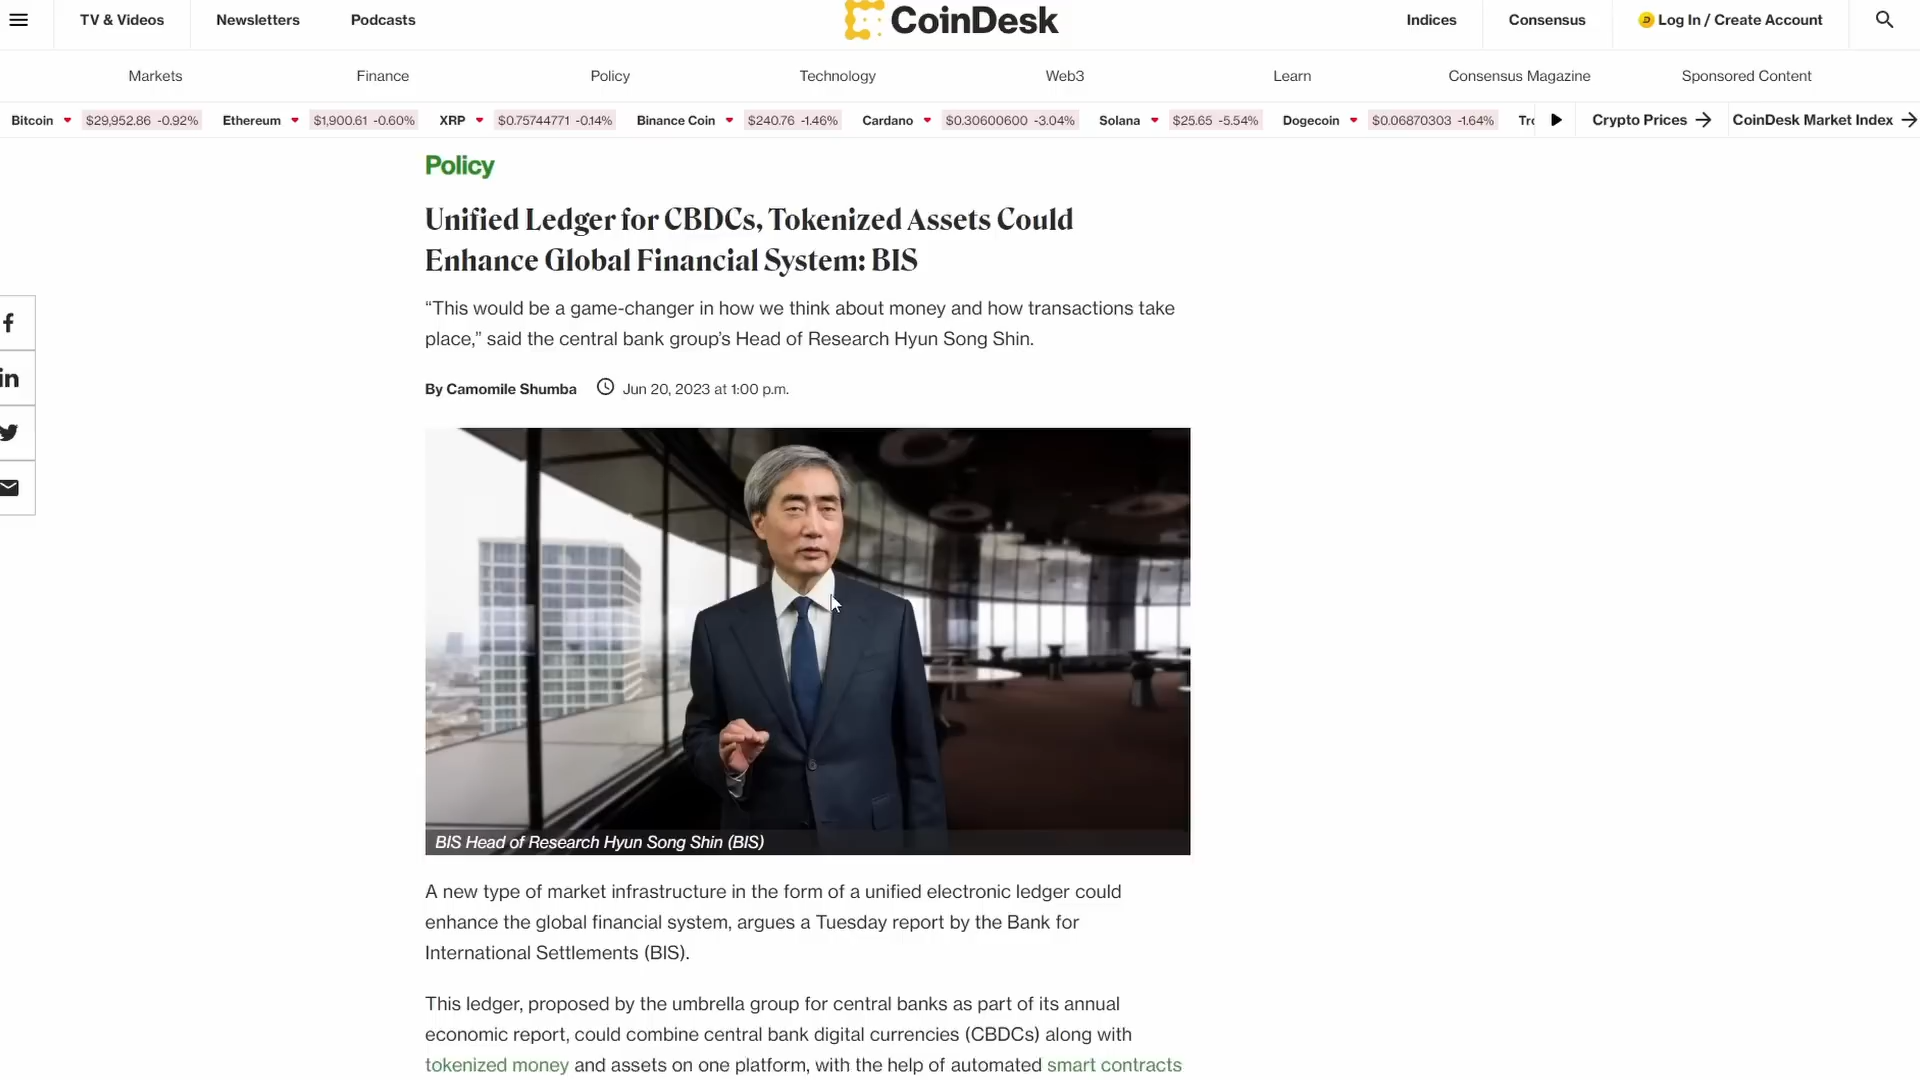 TV & Videos Newsletters Podcasts CoinDesk Indices Consensus Log In / Create Account
Markets Finance Policy Technology Web3 Learn Consensus Magazine Sponsored Content
Bitcoin $29,952.86 -0.92% Ethereum $1,900.61 -0.60% XRP $0.75744771 -0.14% Binance Coin $240.76 -1.46% Cardano $0.30600600 -3.04% Solana $25.65 -5.54% Dogecoin $0.06870303 -1.64% Tro Crypto Prices CoinDesk Market Index
Policy
Unified Ledger for CBDCs, Tokenized Assets Could
Enhance Global Financial System: BIS
“This would be a game-changer in how we think about money and how transactions take
place,” said the central bank group’s Head of Research Hyun Song Shin.
By Camomile Shumba Jun 20, 2023 at 1:00 p.m.
BIS Head of Research Hyun Song Shin (BIS)
A new type of market infrastructure in the form of a unified electronic ledger could
enhance the global financial system, argues a Tuesday report by the Bank for
International Settlements (BIS).
This ledger, proposed by the umbrella group for central banks as part of its annual
economic report, could combine central bank digital currencies (CBDCs) along with
tokenized money and assets on one platform, with the help of automated smart contracts